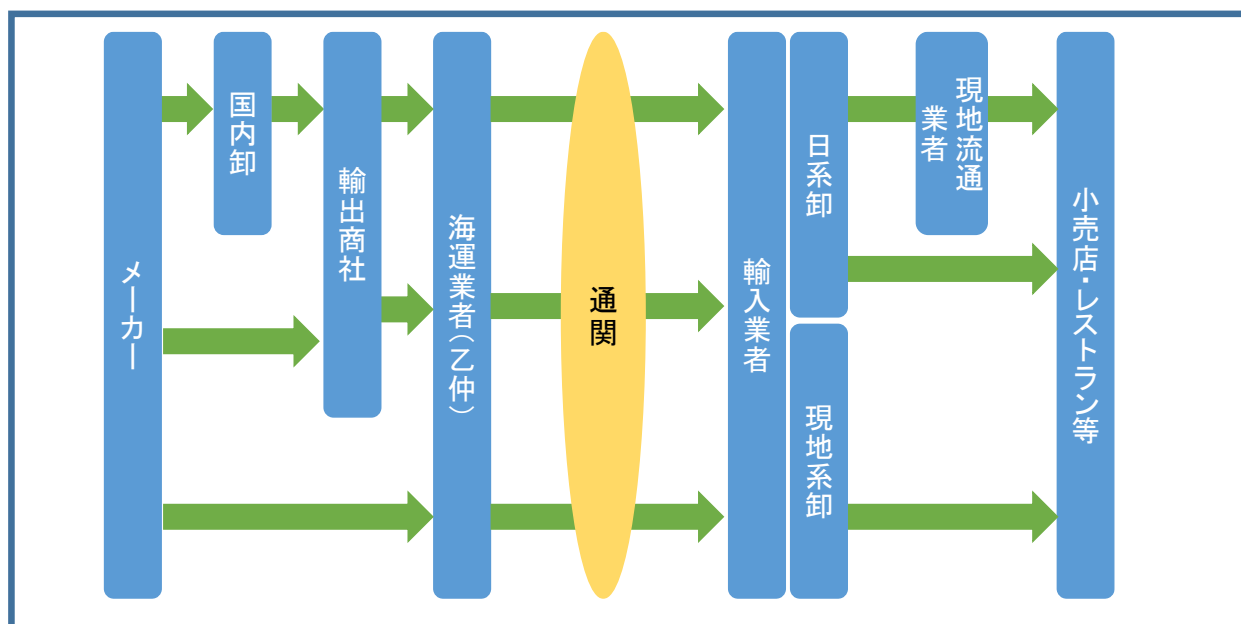 メーカー
国内卸
輸出商社
海運業者(乙仲)
通関
輸入業者
日系卸
現地系卸
現地流通
業者
小売店・レストラン等